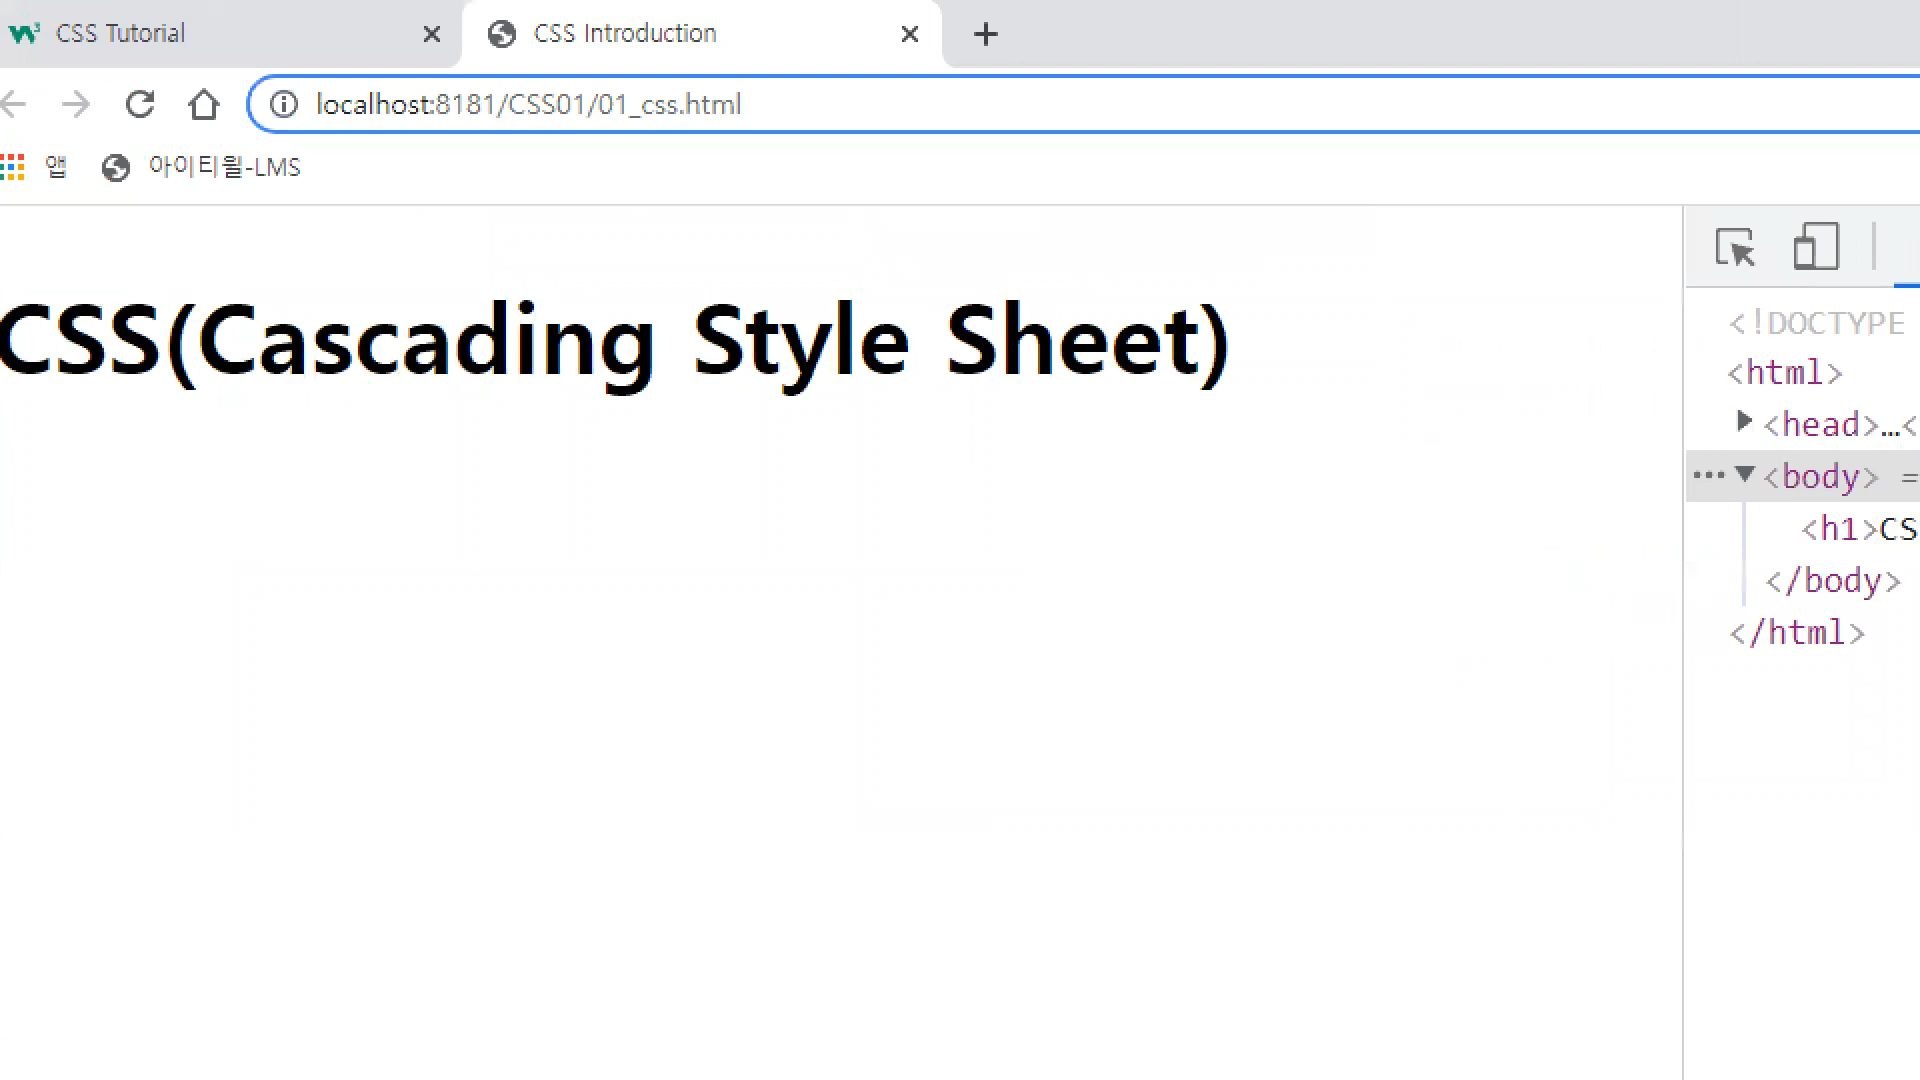 CSS Tutorial
CSS Introduction
localhost:8181/CSS01/01_css.html
앱
아이티윌-LMS
CSS(Cascading Style Sheet)
<!DOCTYPE
<html>
<head>…<
<body> =
<h1>CS
</body>
</html>